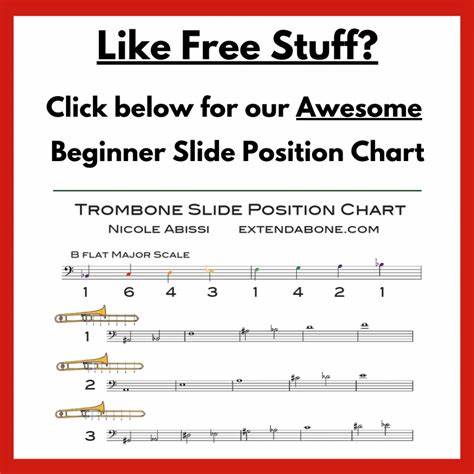 Like Free Stuff?
Click below for our Awesome
Beginner Slide Position Chart
TROMBONE SLIDE POSITION CHART
NICOLE ABISSI EXTENDABONE.COM
B FLAT MAJOR SCALE
1 6 4 3 1 4 2 1
1
2
3